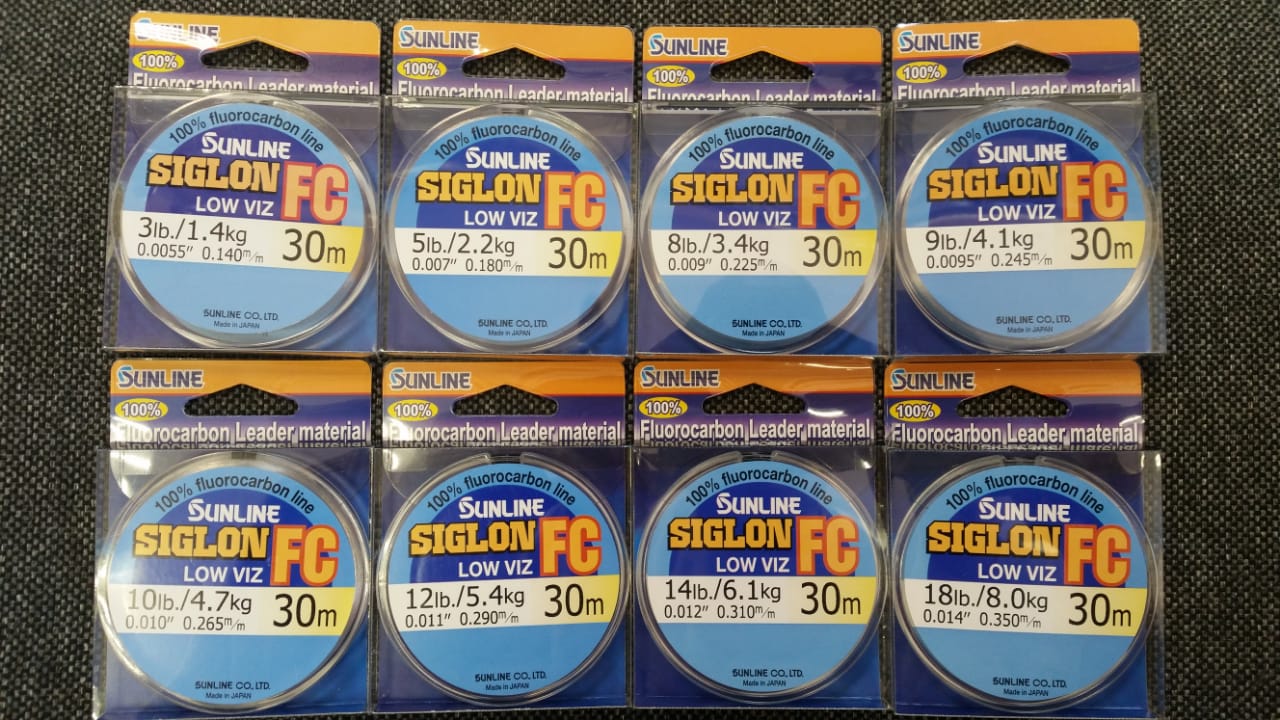 SUNLINE
100%
Fluorocarbon Leader material
100% fluorocarbon line
SUNLINE
SIGLON FC
LOW VIZ
3lb./1.4kg 30m
0.0055" 0.140m/m
SUNLINE CO., LTD.
Made in JAPAN
SUNLINE
100%
Fluorocarbon Leader material
100% fluorocarbon line
SUNLINE
SIGLON FC
LOW VIZ
5lb./2.2kg 30m
0.007" 0.180m/m
SUNLINE CO., LTD.
Made in JAPAN
SUNLINE
100%
Fluorocarbon Leader material
100% fluorocarbon line
SUNLINE
SIGLON FC
LOW VIZ
8lb./3.4kg 30m
0.009" 0.225m/m
SUNLINE CO., LTD.
Made in JAPAN
SUNLINE
100%
Fluorocarbon Leader material
100% fluorocarbon line
SUNLINE
SIGLON FC
LOW VIZ
9lb./4.1kg 30m
0.0095" 0.245m/m
SUNLINE CO., LTD.
Made in JAPAN
SUNLINE
100%
Fluorocarbon Leader material
100% fluorocarbon line
SUNLINE
SIGLON FC
LOW VIZ
10lb./4.7kg 30m
0.010" 0.265m/m
SUNLINE CO., LTD.
Made in JAPAN
SUNLINE
100%
Fluorocarbon Leader material
100% fluorocarbon line
SUNLINE
SIGLON FC
LOW VIZ
12lb./5.4kg 30m
0.011" 0.290m/m
SUNLINE CO., LTD.
Made in JAPAN
SUNLINE
100%
Fluorocarbon Leader material
100% fluorocarbon line
SUNLINE
SIGLON FC
LOW VIZ
14lb./6.1kg 30m
0.012" 0.310m/m
SUNLINE CO., LTD.
Made in JAPAN
SUNLINE
100%
Fluorocarbon Leader material
100% fluorocarbon line
SUNLINE
SIGLON FC
LOW VIZ
18lb./8.0kg 30m
0.014" 0.350m/m
SUNLINE CO., LTD.
Made in JAPAN